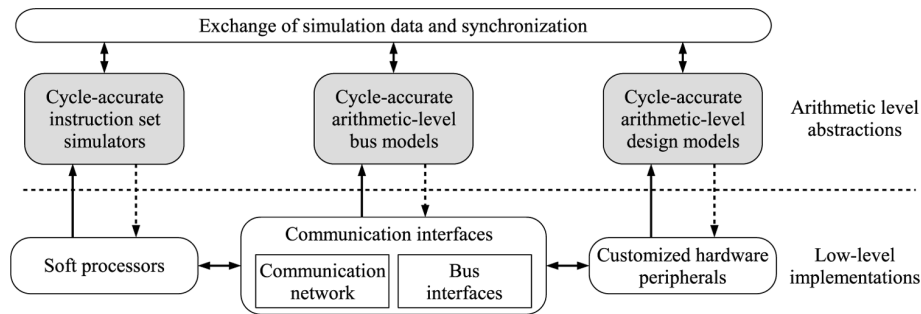 Exchange of simulation data and synchronization
Cycle-accurate
instruction set
simulators
Cycle-accurate
arithmetic-level
bus models
Cycle-accurate
arithmetic-level
design models
Arithmetic level
abstractions
Soft processors
Communication interfaces
Communication
network
Bus
interfaces
Customized hardware
peripherals
Low-level
implementations